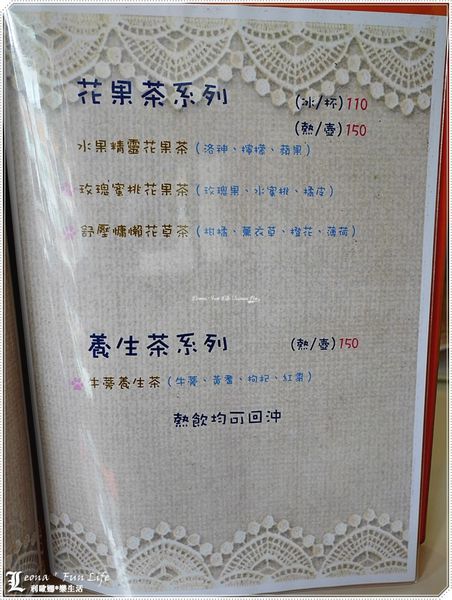 花果茶系列 (冰/杯)110
(熱/壺)150
水果精靈花果茶(洛神、檸檬、蘋果)
玫瑰蜜桃花果茶(玫瑰果、水蜜桃、橘皮)
舒壓慵懶花草茶(柑橘、薰衣草、橙花、薄荷)
養生茶系列 (熱/壺)150
牛蒡養生茶(牛蒡、黃耆、枸杞、紅棗)
熱飲均可回沖
Leona * Fun Life
利歐娜*樂生活